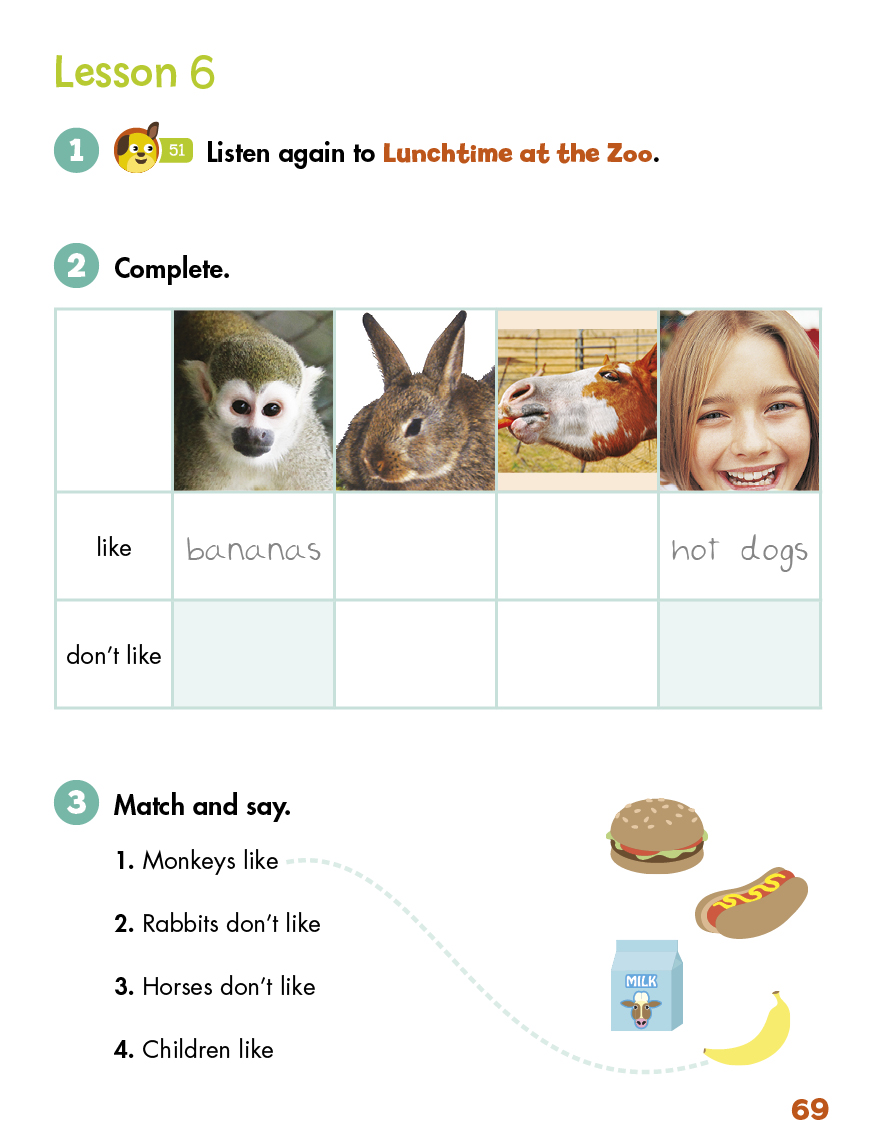 Lesson 6
1 51 Listen again to Lunchtime at the Zoo.
2 Complete.
like bananas hot dogs
don't like
3 Match and say.
1. Monkeys like
2. Rabbits don't like
3. Horses don't like
4. Children like
MILK
69